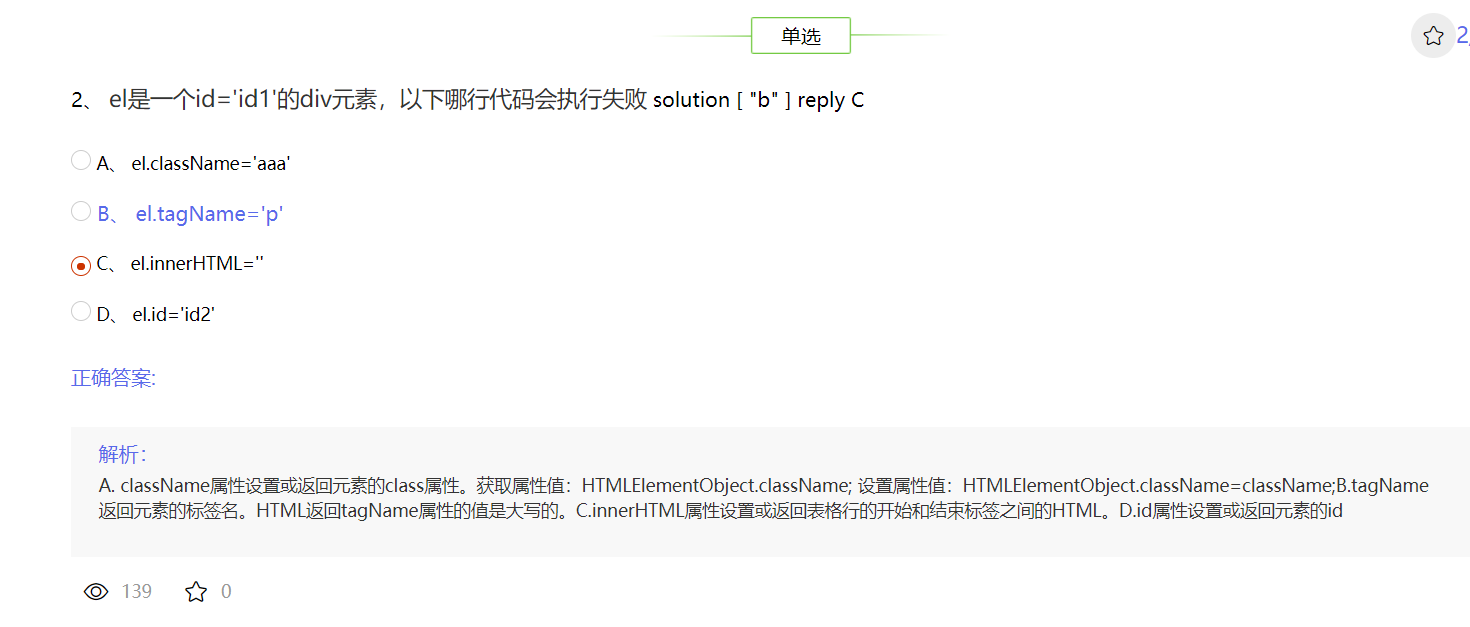 单选
2
2、 el是一个id='id1'的div元素，以下哪行代码会执行失败 solution [ "b" ] reply C
A、 el.className='aaa'
B、 el.tagName='p'
C、 el.innerHTML=''
D、 el.id='id2'
正确答案:
解析：
A. className属性设置或返回元素的class属性。获取属性值：HTMLElementObject.className; 设置属性值：HTMLElementObject.className=className;B.tagName
返回元素的标签名。HTML返回tagName属性的值是大写的。C.innerHTML属性设置或返回表格行的开始和结束标签之间的HTML。D.id属性设置或返回元素的id
139 0